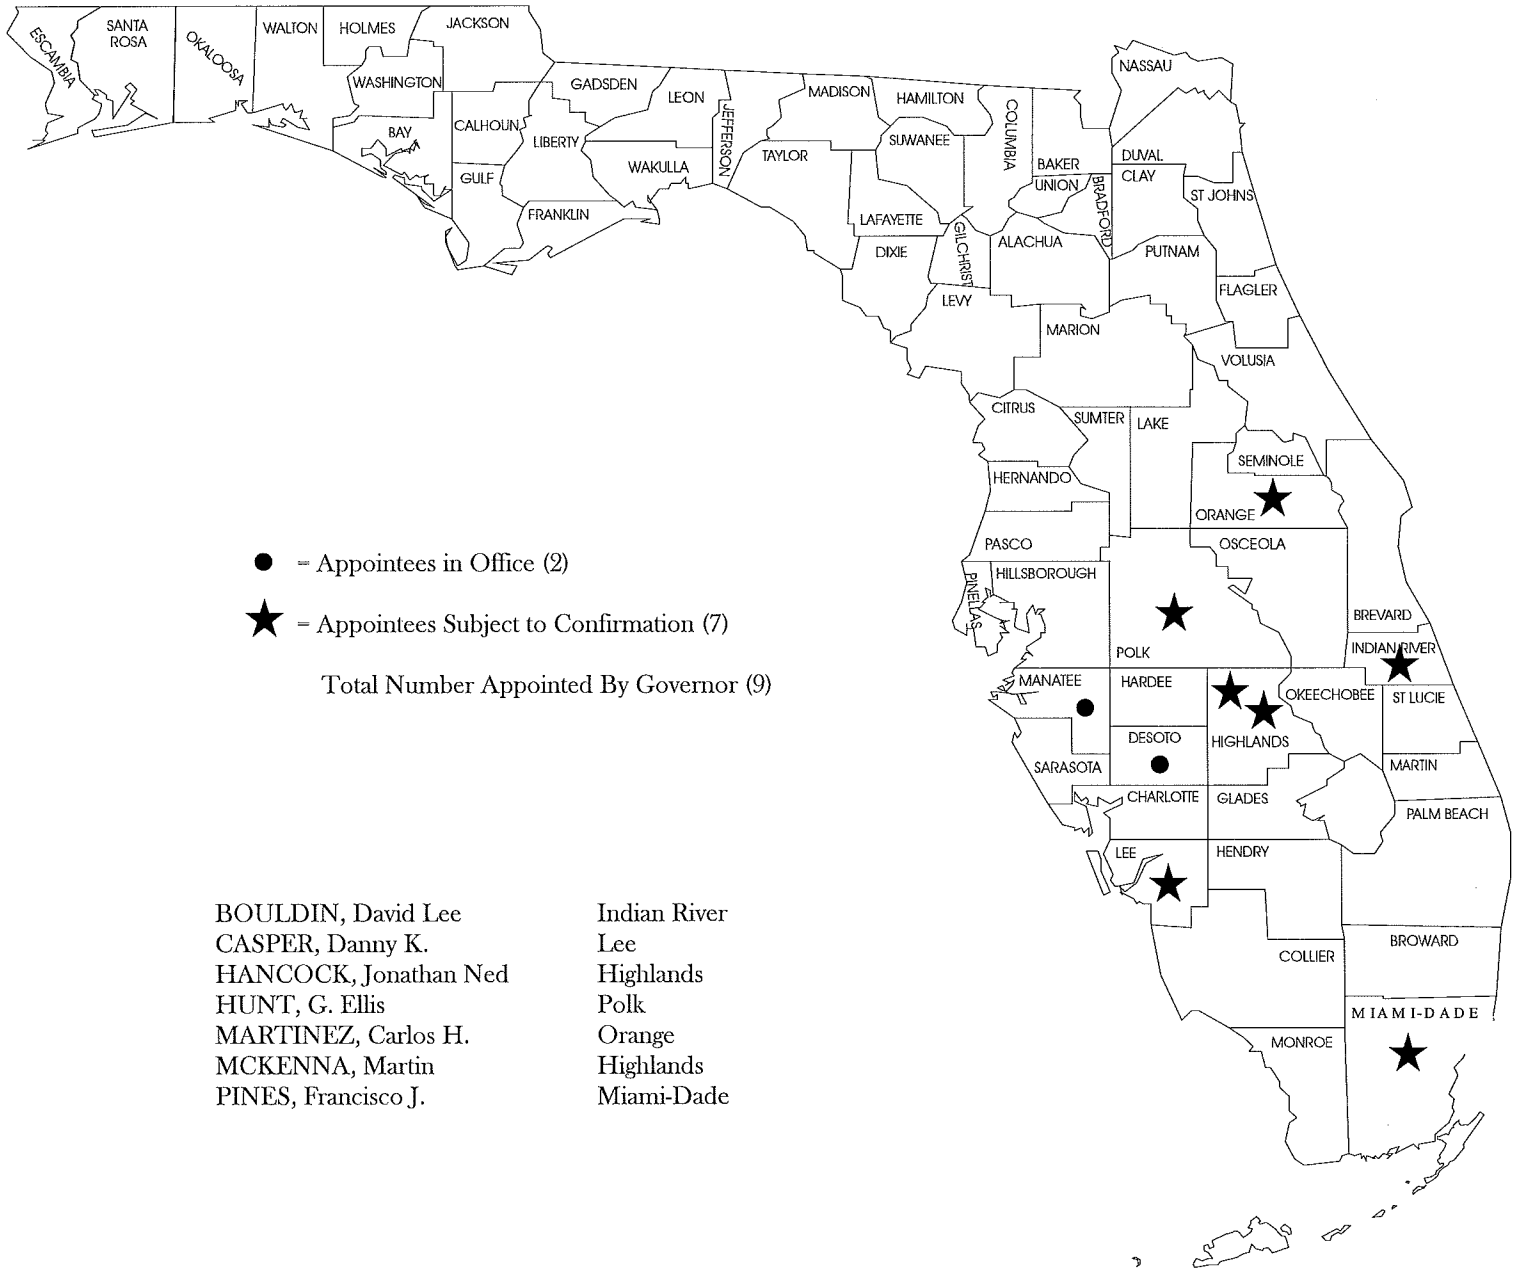 ESCAMBIA
SANTA
ROSA
OKALOOSA
WALTON
HOLMES
JACKSON
WASHINGTON
BAY
CALHOUN
GULF
GADSDEN
LIBERTY
FRANKLIN
LEON
WAKULLA
JEFFERSON
MADISON
TAYLOR
HAMILTON
SUWANEE
LAFAYETTE
DIXIE
COLUMBIA
GILCHRIST
BAKER
UNION
BRADFORD
ALACHUA
LEVY
NASSAU
DUVAL
CLAY
ST JOHNS
PUTNAM
FLAGLER
MARION
VOLUSIA
CITRUS
SUMTER
LAKE
SEMINOLE
HERNANDO
ORANGE
PASCO
OSCEOLA
PINELLAS
HILLSBOROUGH
POLK
BREVARD
INDIAN RIVER
MANATEE
HARDEE
OKEECHOBEE
ST LUCIE
DESOTO
HIGHLANDS
SARASOTA
MARTIN
CHARLOTTE
GLADES
PALM BEACH
LEE
HENDRY
BROWARD
COLLIER
MIAMI-DADE
MONROE
= Appointees in Office (2)
= Appointees Subject to Confirmation (7)
Total Number Appointed By Governor (9)
BOULDIN, David Lee Indian River
CASPER, Danny K. Lee
HANCOCK, Jonathan Ned Highlands
HUNT, G. Ellis Polk
MARTINEZ, Carlos H. Orange
MCKENNA, Martin Highlands
PINES, Francisco J. Miami-Dade